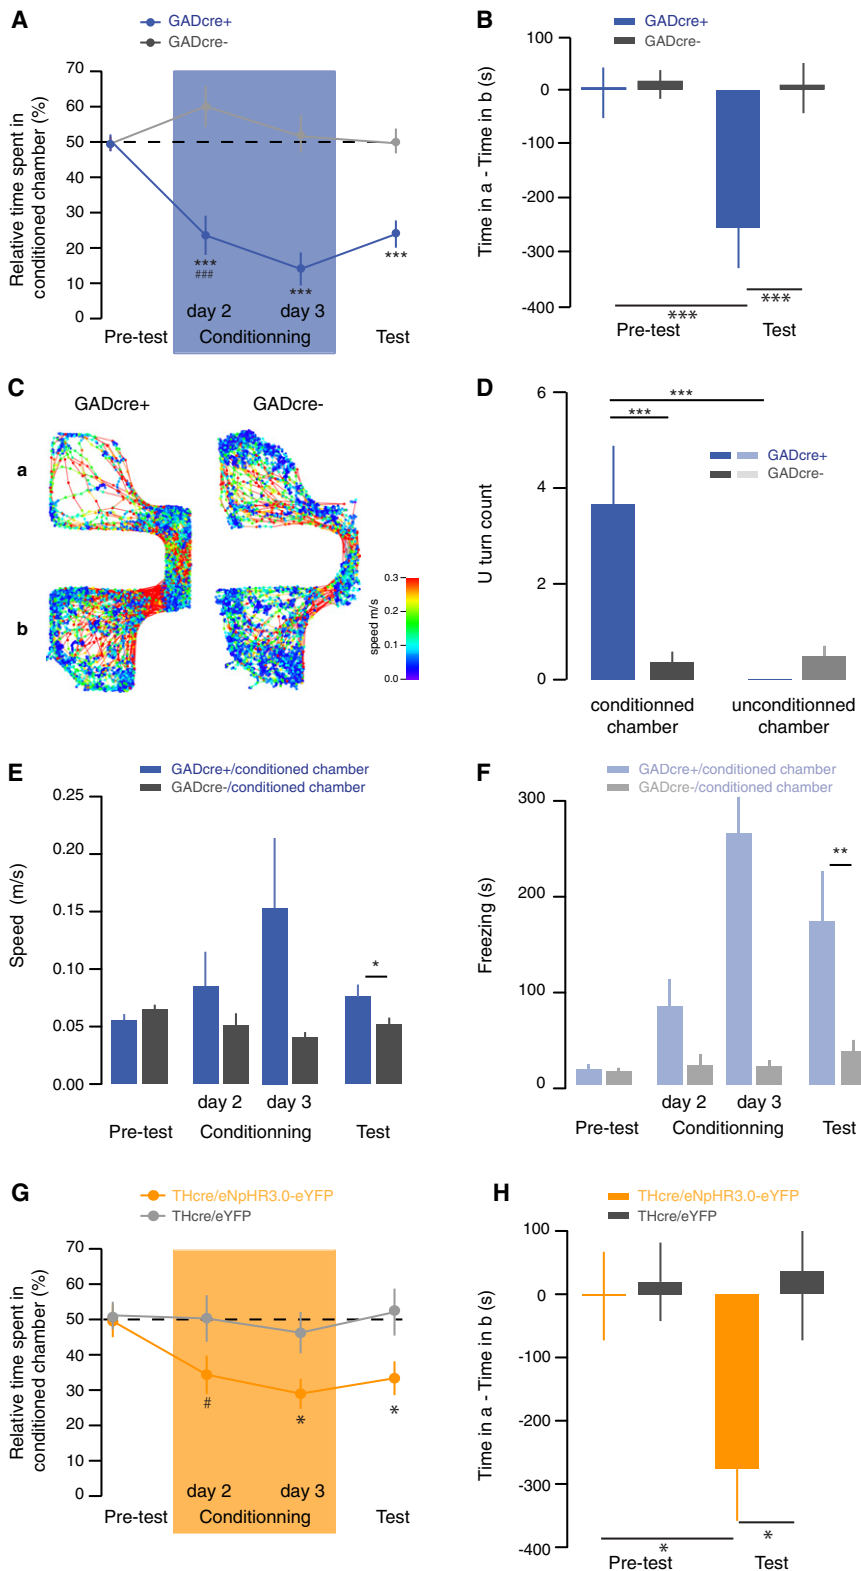 A
GADcre+
GADcre-
Relative time spent in
conditioned chamber (%)
70
60
50
40
30
20
10
0
***
###
***
***
day 2
day 3
Pre-test
Conditionning
Test
B
GADcre+
GADcre-
Time in a - Time in b (s)
100
0
-100
-200
-300
-400
***
***
Pre-test
Test
C
GADcre+
GADcre-
a
b
speed m/s
0.3
0.2
0.1
0.0
D
U turn count
6
4
2
0
***
***
GADcre+
GADcre-
conditionned
chamber
unconditionned
chamber
E
GADcre+/conditioned chamber
GADcre-/conditioned chamber
Speed (m/s)
0.25
0.20
0.15
0.10
0.05
0.00
*
day 2
day 3
Pre-test
Conditionning
Test
F
GADcre+/conditioned chamber
GADcre-/conditioned chamber
Freezing (s)
300
200
100
0
**
day 2
day 3
Pre-test
Conditionning
Test
G
THcre/eNpHR3.0-eYFP
THcre/eYFP
Relative time spent in
conditioned chamber (%)
70
60
50
40
30
20
10
0
#
*
*
day 2
day 3
Pre-test
Conditionning
Test
H
THcre/eNpHR3.0-eYFP
THcre/eYFP
Time in a - Time in b (s)
100
0
-100
-200
-300
-400
*
*
Pre-test
Test